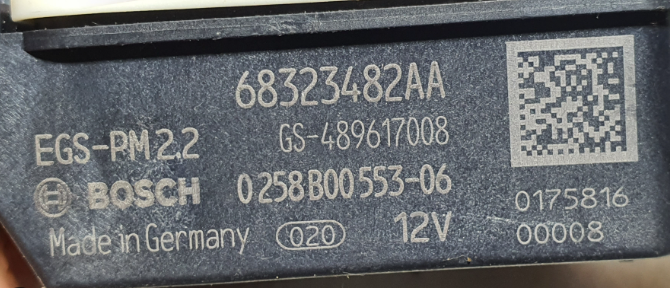 68323482AA
EGS-PM 2.2 GS-489617008
BOSCH 0 258 B00 553-06 0175816
Made in Germany 020 12V 00008